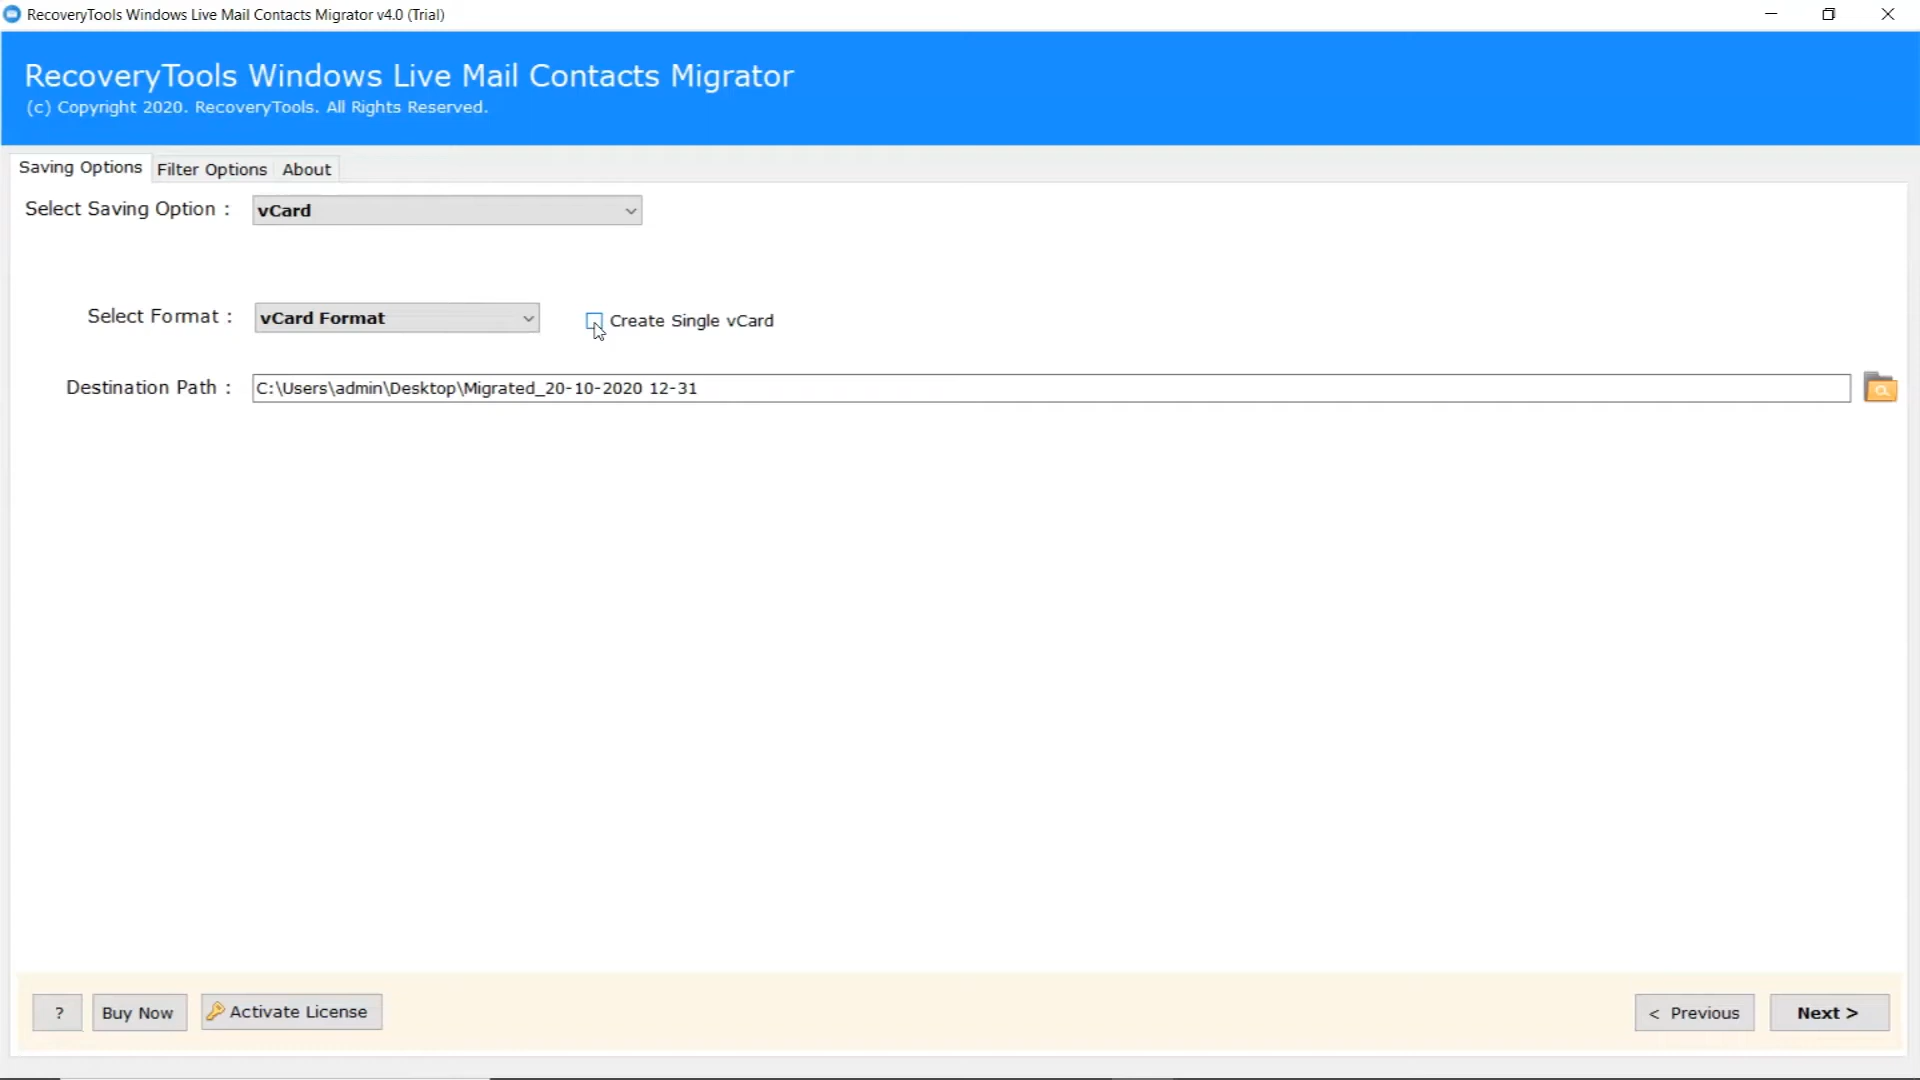 RecoveryTools Windows Live Mail Contacts Migrator v4.0 (Trial)
RecoveryTools Windows Live Mail Contacts Migrator
(c) Copyright 2020. RecoveryTools. All Rights Reserved.
Saving Options Filter Options About
Select Saving Option : vCard
Select Format : vCard Format Create Single vCard
Destination Path : C:\Users\admin\Desktop\Migrated_20-10-2020 12-31
? Buy Now Activate License < Previous Next >